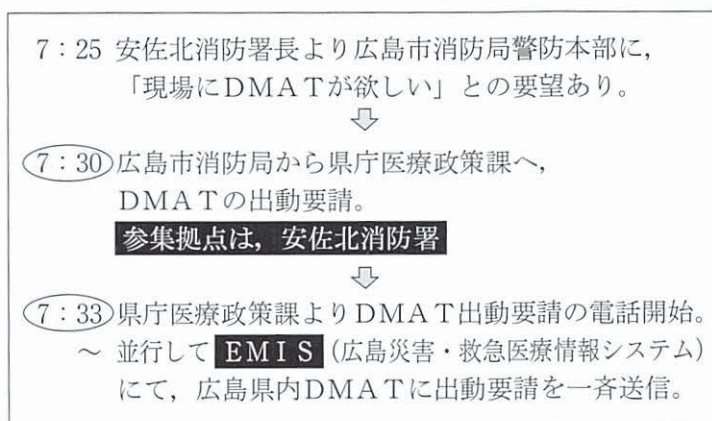 7：25 安佐北消防署長より広島市消防局警防本部に，
「現場にDMATが欲しい」との要望あり。
7：30 広島市消防局から県庁医療政策課へ，
DMATの出動要請。
参集拠点は，安佐北消防署
7：33 県庁医療政策課よりDMAT出動要請の電話開始。
～ 並行して EMIS （広島災害・救急医療情報システム）
にて，広島県内DMATに出動要請を一斉送信。